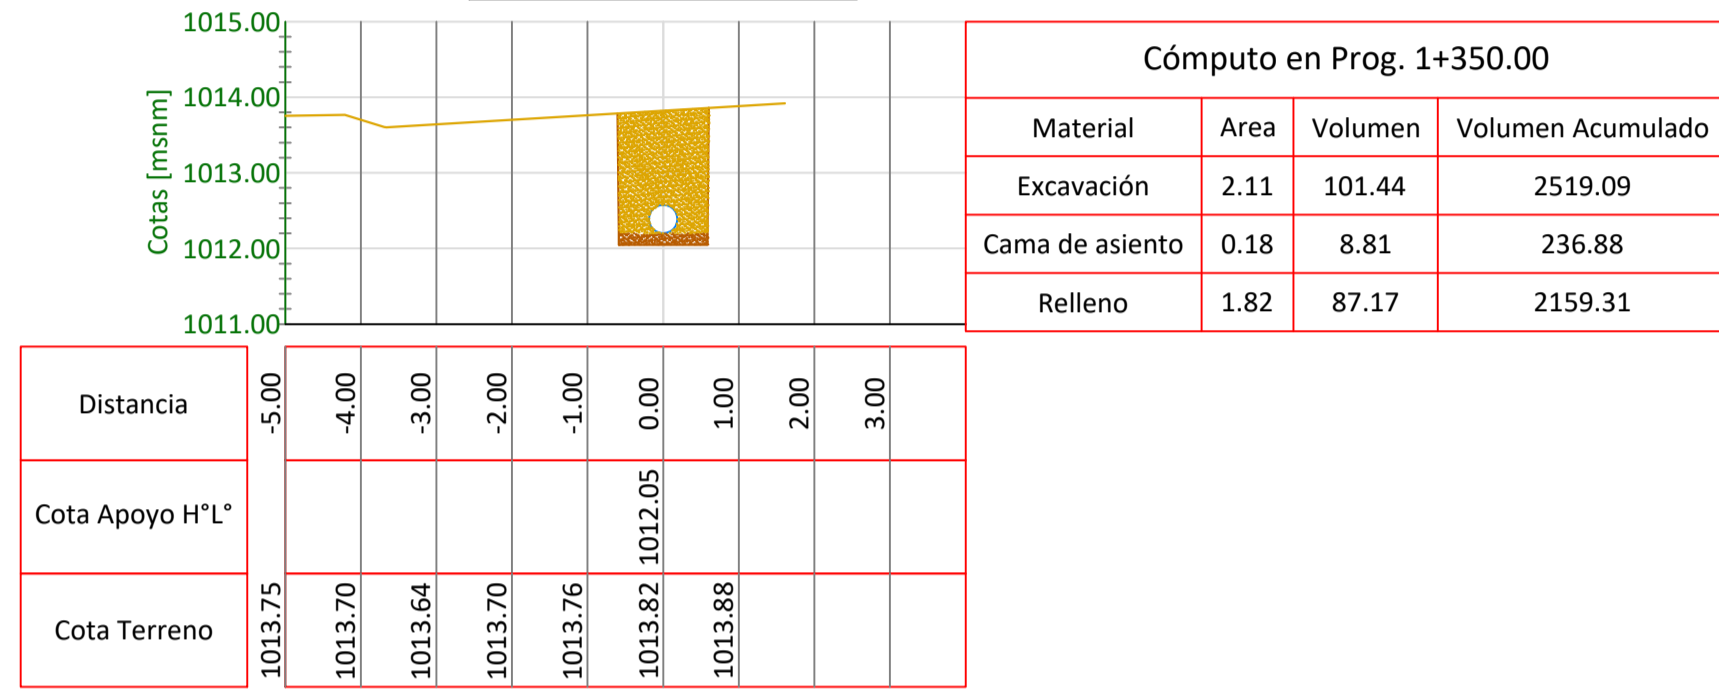 1015.00
1014.00
1013.00
1012.00
1011.00
Cotas [msnm]
Cómputo en Prog. 1+350.00
Material Area Volumen Volumen Acumulado
Excavación 2.11 101.44 2519.09
Cama de asiento 0.18 8.81 236.88
Relleno 1.82 87.17 2159.31
Distancia -5.00 -4.00 -3.00 -2.00 -1.00 0.00 1.00 2.00 3.00
Cota Apoyo H°L° 1012.05
Cota Terreno 1013.75 1013.70 1013.64 1013.70 1013.76 1013.82 1013.88